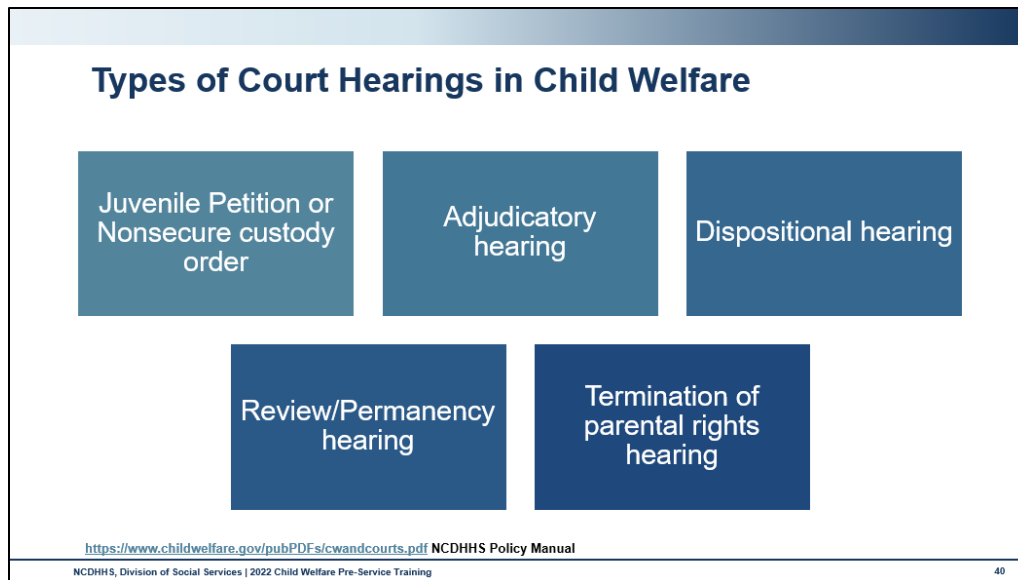 Types of Court Hearings in Child Welfare
Juvenile Petition or
Nonsecure custody
order
Adjudicatory
hearing
Dispositional hearing
Review/Permanency
hearing
Termination of
parental rights
hearing
https://www.childwelfare.gov/pubPDFs/cwandcourts.pdf NCDHHS Policy Manual
NCDHHS, Division of Social Services | 2022 Child Welfare Pre-Service Training
40